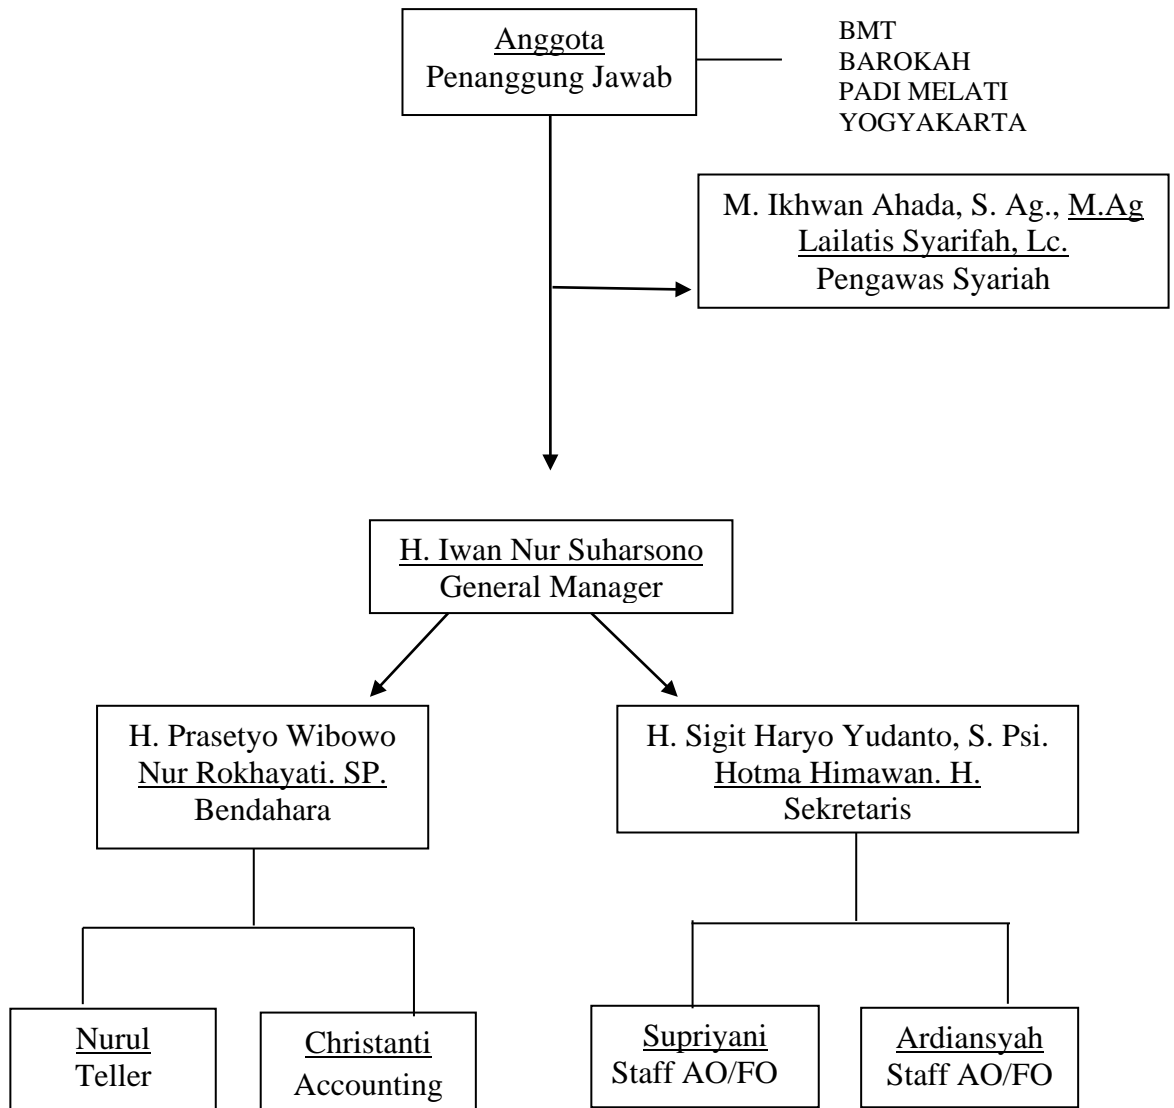 Anggota
Penanggung Jawab
BMT
BAROKAH
PADI MELATI
YOGYAKARTA
M. Ikhwan Ahada, S. Ag., M.Ag
Lailatis Syarifah, Lc.
Pengawas Syariah
H. Iwan Nur Suharsono
General Manager
H. Prasetyo Wibowo
Nur Rokhayati. SP.
Bendahara
H. Sigit Haryo Yudanto, S. Psi.
Hotma Himawan. H.
Sekretaris
Nurul
Teller
Christanti
Accounting
Supriyani
Staff AO/FO
Ardiansyah
Staff AO/FO